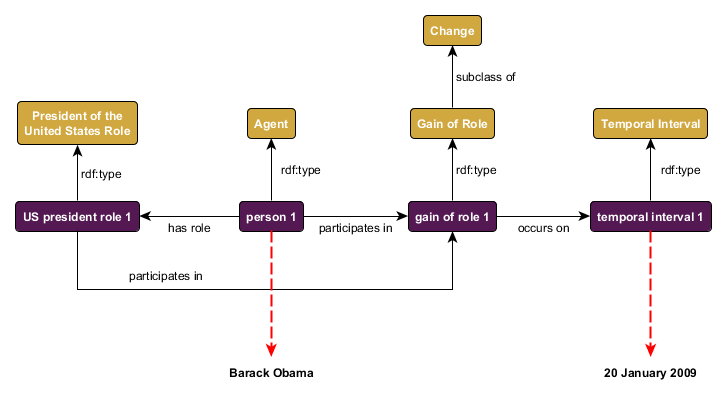 Change
subclass of
President of the
United States Role
Agent
Gain of Role
Temporal Interval
rdf:type
rdf:type
rdf:type
rdf:type
US president role 1
has role
person 1
participates in
gain of role 1
occurs on
temporal interval 1
participates in
Barack Obama
20 January 2009